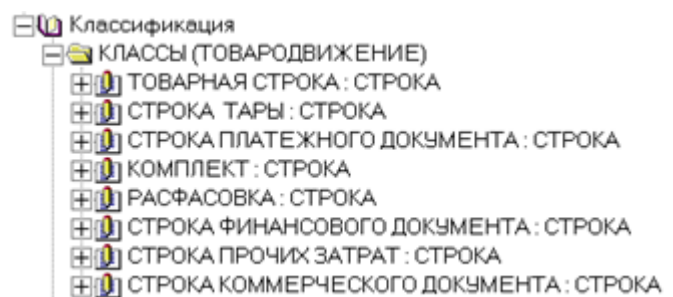 Классификация
КЛАССЫ (ТОВАРОДВИЖЕНИЕ)
ТОВАРНАЯ СТРОКА : СТРОКА
СТРОКА ТАРЫ : СТРОКА
СТРОКА ПЛАТЕЖНОГО ДОКУМЕНТА : СТРОКА
КОМПЛЕКТ : СТРОКА
РАСФАСОВКА : СТРОКА
СТРОКА ФИНАНСОВОГО ДОКУМЕНТА : СТРОКА
СТРОКА ПРОЧИХ ЗАТРАТ : СТРОКА
СТРОКА КОММЕРЧЕСКОГО ДОКУМЕНТА : СТРОКА